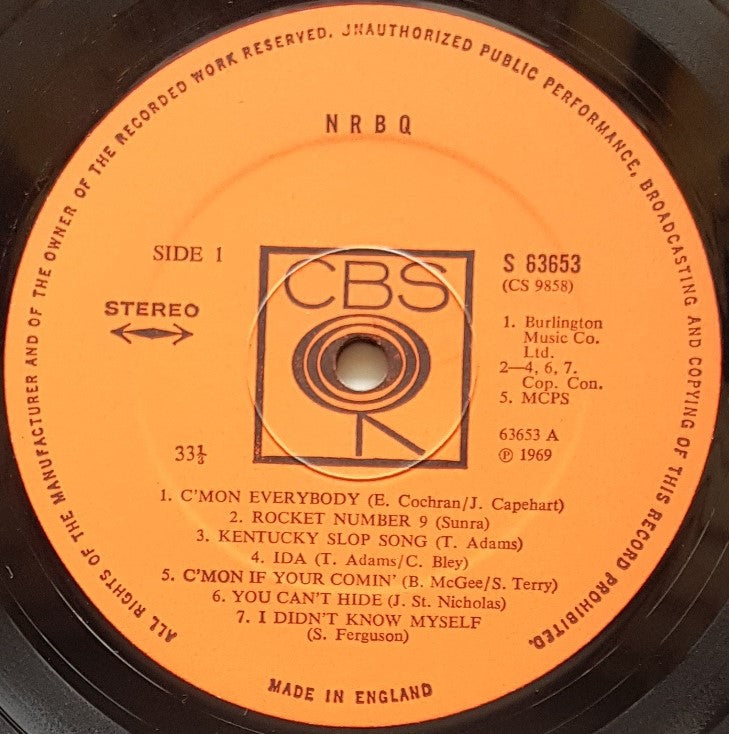 ALL RIGHTS OF THE MANUFACTURER AND OF THE OWNER OF THE RECORDED WORK RESERVED. UNAUTHORIZED PUBLIC PERFORMANCE, BROADCASTING AND COPYING OF THIS RECORD PROHIBITED.
NRBQ
SIDE 1
STEREO
33⅓
CBS
S 63653
(CS 9858)
1. Burlington
Music Co.
Ltd.
2—4, 6, 7.
Cop. Con.
5. MCPS
63653 A
℗ 1969
1. C'MON EVERYBODY (E. Cochran/J. Capehart)
2. ROCKET NUMBER 9 (Sunra)
3. KENTUCKY SLOP SONG (T. Adams)
4. IDA (T. Adams/C. Bley)
5. C'MON IF YOUR COMIN' (B. McGee/S. Terry)
6. YOU CAN'T HIDE (J. St. Nicholas)
7. I DIDN'T KNOW MYSELF
(S. Ferguson)
MADE IN ENGLAND